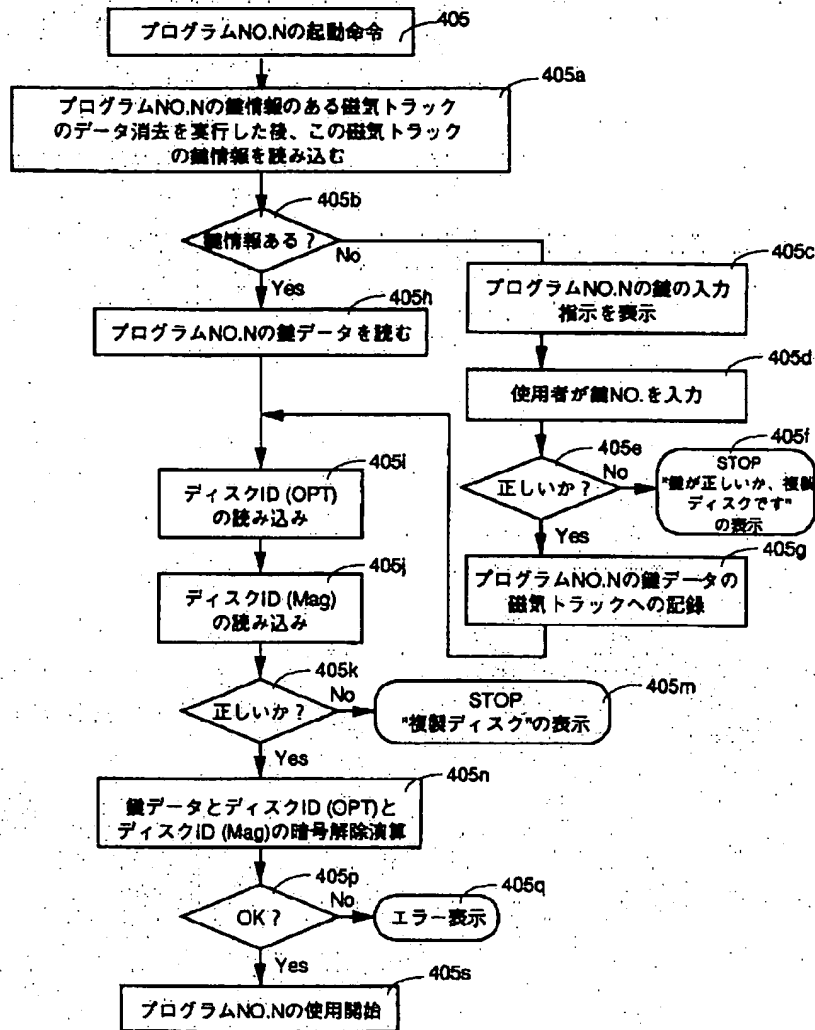 プログラムNO.Nの起動命令
405
405a
プログラムNO.Nの鍵情報のある磁気トラック
のデータ消去を実行した後、この磁気トラック
の鍵情報を読み込む
405b
鍵情報ある？
No
Yes
405c
プログラムNO.Nの鍵の入力
指示を表示
405h
プログラムNO.Nの鍵データを読む
405d
使用者が鍵NO.を入力
405e
正しいか？
No
Yes
405f
STOP
"鍵が正しいか、複製
ディスクです"
の表示
405g
プログラムNO.Nの鍵データの
磁気トラックへの記録
405i
ディスクID (OPT)
の読み込み
405j
ディスクID (Mag)
の読み込み
405k
正しいか？
No
Yes
405m
STOP
"複製ディスク"の表示
405n
鍵データとディスクID (OPT)と
ディスクID (Mag)の暗号解除演算
405p
OK？
No
Yes
405q
エラー表示
405s
プログラムNO.Nの使用開始